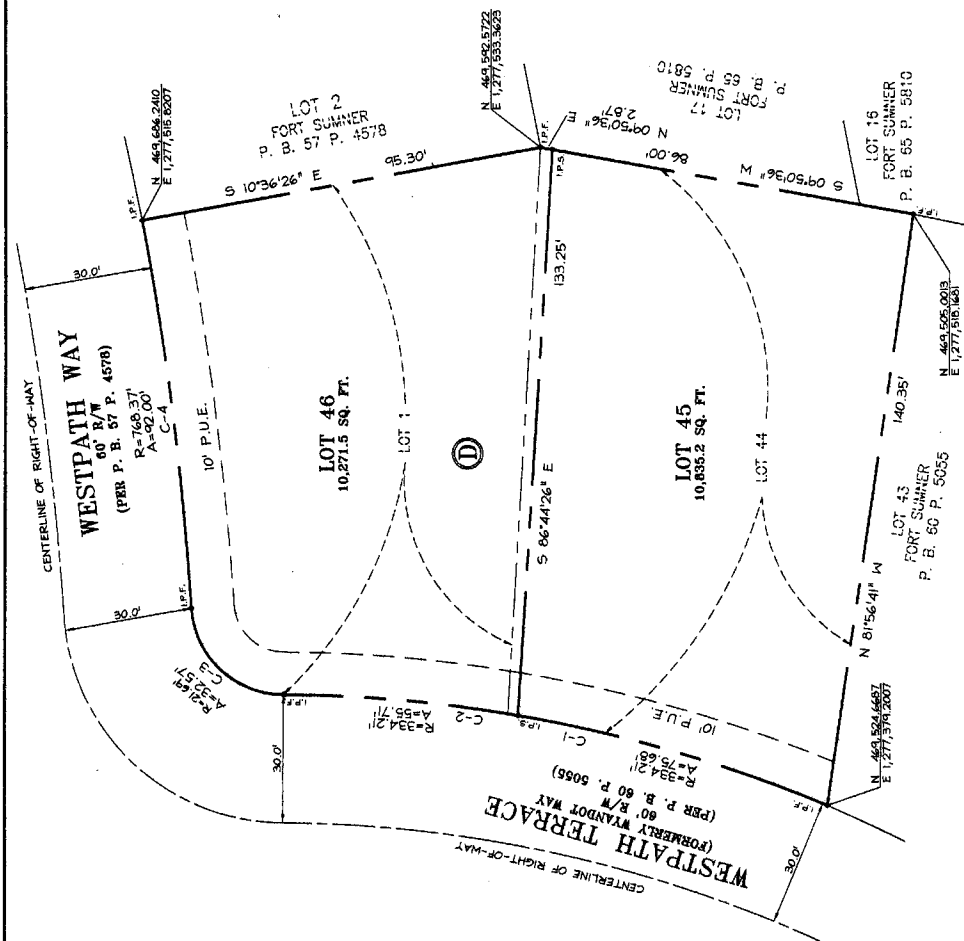 N 469,686.2410
E 1,277,515.8207
I.P.F.
LOT 2
FORT SUMNER
P. B. 57 P. 4578
S 10°36'26" E
95.30'
N 469,592.5722
E 1,277,533.3623
I.P.F.
I.P.S.
N 09°50'36" E
2.87'
LOT 17
FORT SUMNER
P. B. 65 P. 5810
86.00'
S 09°50'36" W
LOT 16
FORT SUMNER
P. B. 65 P. 5810
I.P.F.
N 469,505.0013
E 1,277,518.1681
CENTERLINE OF RIGHT-OF-WAY
30.0'
WESTPATH WAY
60' R/W
(PER P. B. 57 P. 4578)
R=768.37'
A=92.00'
C-4
10' P.U.E.
LOT 46
10,271.5 SQ. FT.
LOT 1
D
133.25'
S 86°44'26" E
LOT 45
10,835.2 SQ. FT.
LOT 44
140.35'
N 81°56'41" W
LOT 43
FORT SUMNER
P. B. 60 P. 5055
30.0'
I.P.F.
R=21.69'
A=32.57'
C-3
I.P.F.
30.0'
R=334.21'
A=55.71'
C-2
I.P.S.
C-1
10' P.U.E.
R=334.21'
A=75.68'
WESTPATH TERRACE
(FORMERLY WYANDOT WAY
60' R/W
(PER P. B. 60 P. 5055)
CENTERLINE OF RIGHT-OF-WAY
I.P.F.
30.0'
N 469,524.6687
E 1,277,379.2007